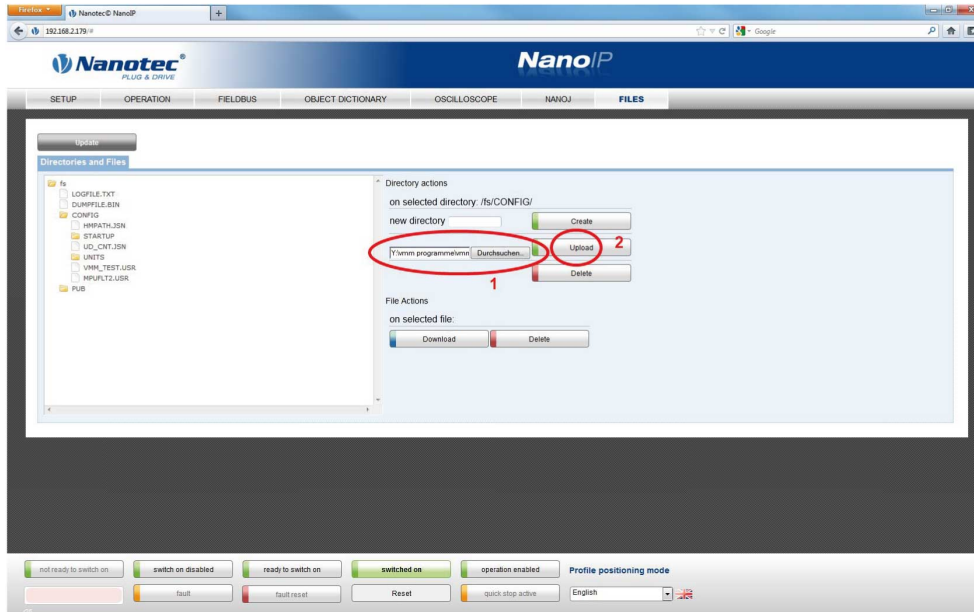 Firefox
Nanotec© NanoIP
192.168.2.179/#
Google
Nanotec®
PLUG & DRIVE
NanoIP
SETUP OPERATION FIELDBUS OBJECT DICTIONARY OSCILLOSCOPE NANOJ FILES
Update
Directories and Files
fs
LOGFILE.TXT
DUMPFILE.BIN
CONFIG
HMPATH.JSN
STARTUP
UD_CNT.JSN
UNITS
VMM_TEST.USR
MPUFLT2.USR
PUB
Directory actions
on selected directory: /fs/CONFIG/
new directory Create
Y:\vmm programme\vmn Durchsuchen... Upload 2
1
Delete
File Actions
on selected file:
Download Delete
not ready to switch on switch on disabled ready to switch on switched on operation enabled Profile positioning mode
fault fault reset Reset quick stop active English